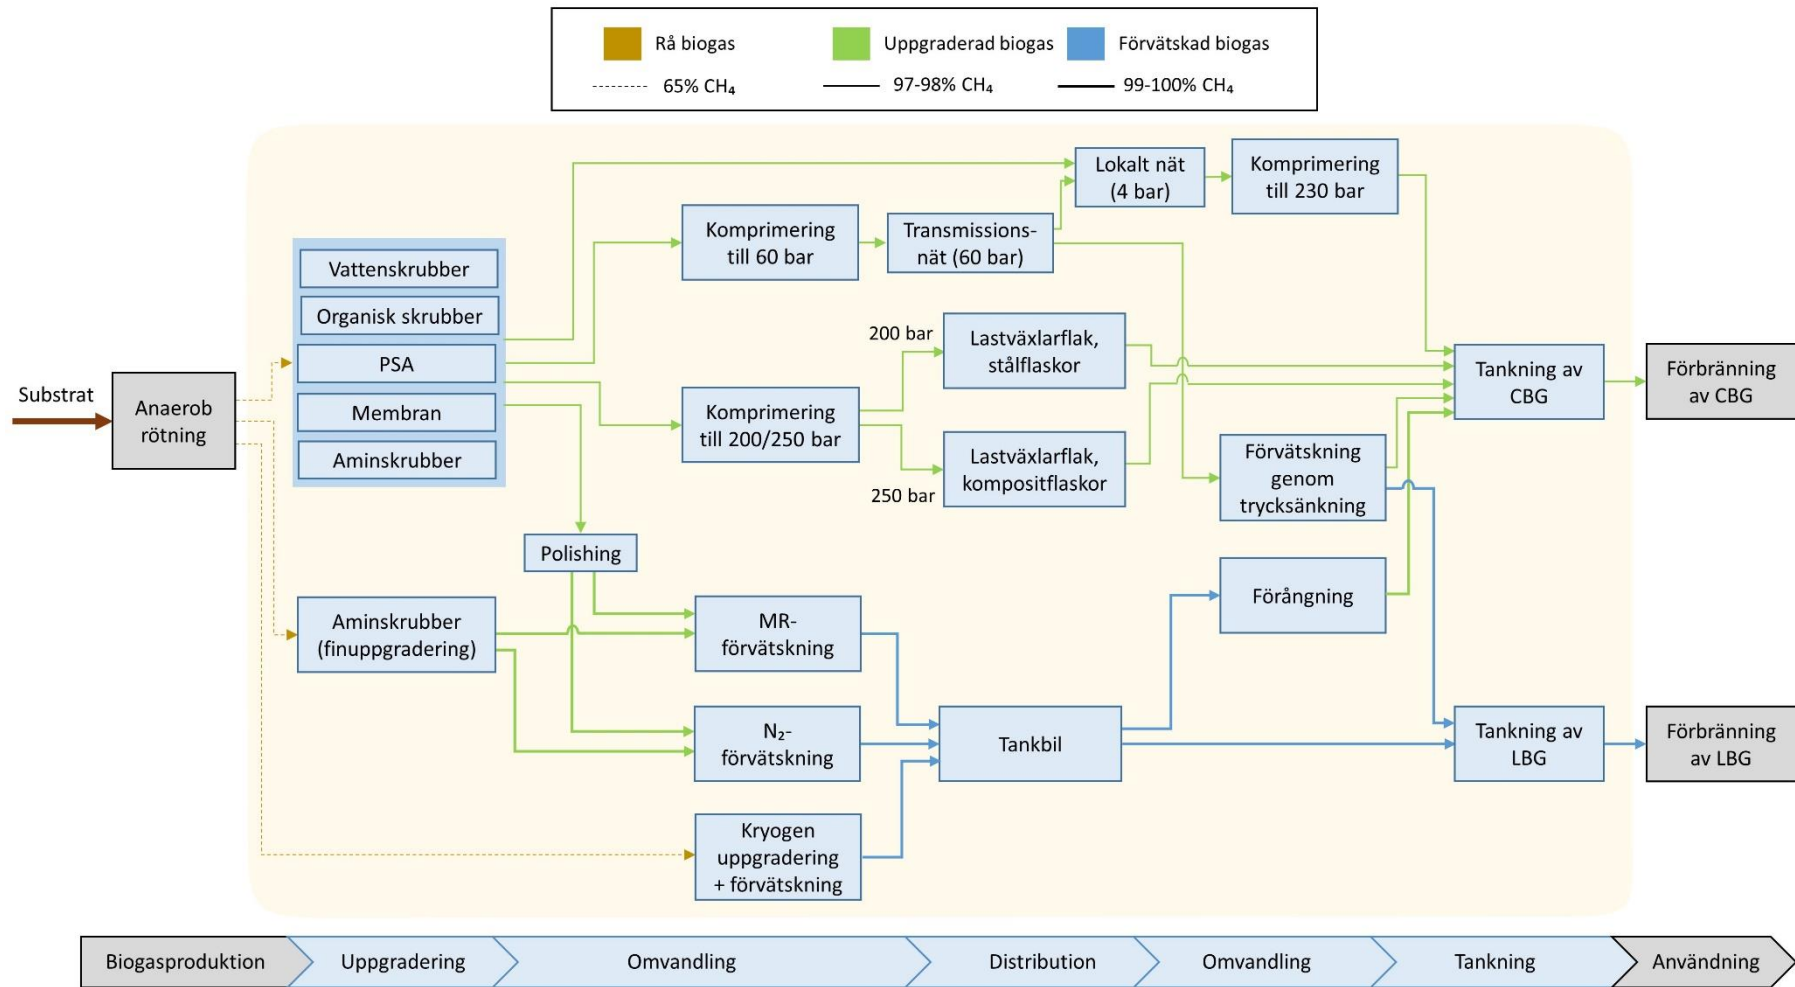 Rå biogas
Uppgraderad biogas
Förvätskad biogas
65% CH₄
97-98% CH₄
99-100% CH₄
Substrat
Anaerob
rötning
Vattenskrubber
Organisk skrubber
PSA
Membran
Aminskrubber
Aminskrubber
(finuppgradering)
Polishing
Komprimering
till 60 bar
Komprimering
till 200/250 bar
MR-
förvätskning
N₂-
förvätskning
Kryogen
uppgradering
+ förvätskning
Transmissions-
nät (60 bar)
200 bar
Lastväxlarflak,
stålflaskor
250 bar
Lastväxlarflak,
kompositflaskor
Tankbil
Lokalt nät
(4 bar)
Komprimering
till 230 bar
Förvätskning
genom
trycksänkning
Förångning
Tankning av
CBG
Tankning av
LBG
Förbränning
av CBG
Förbränning
av LBG
Biogasproduktion
Uppgradering
Omvandling
Distribution
Omvandling
Tankning
Användning